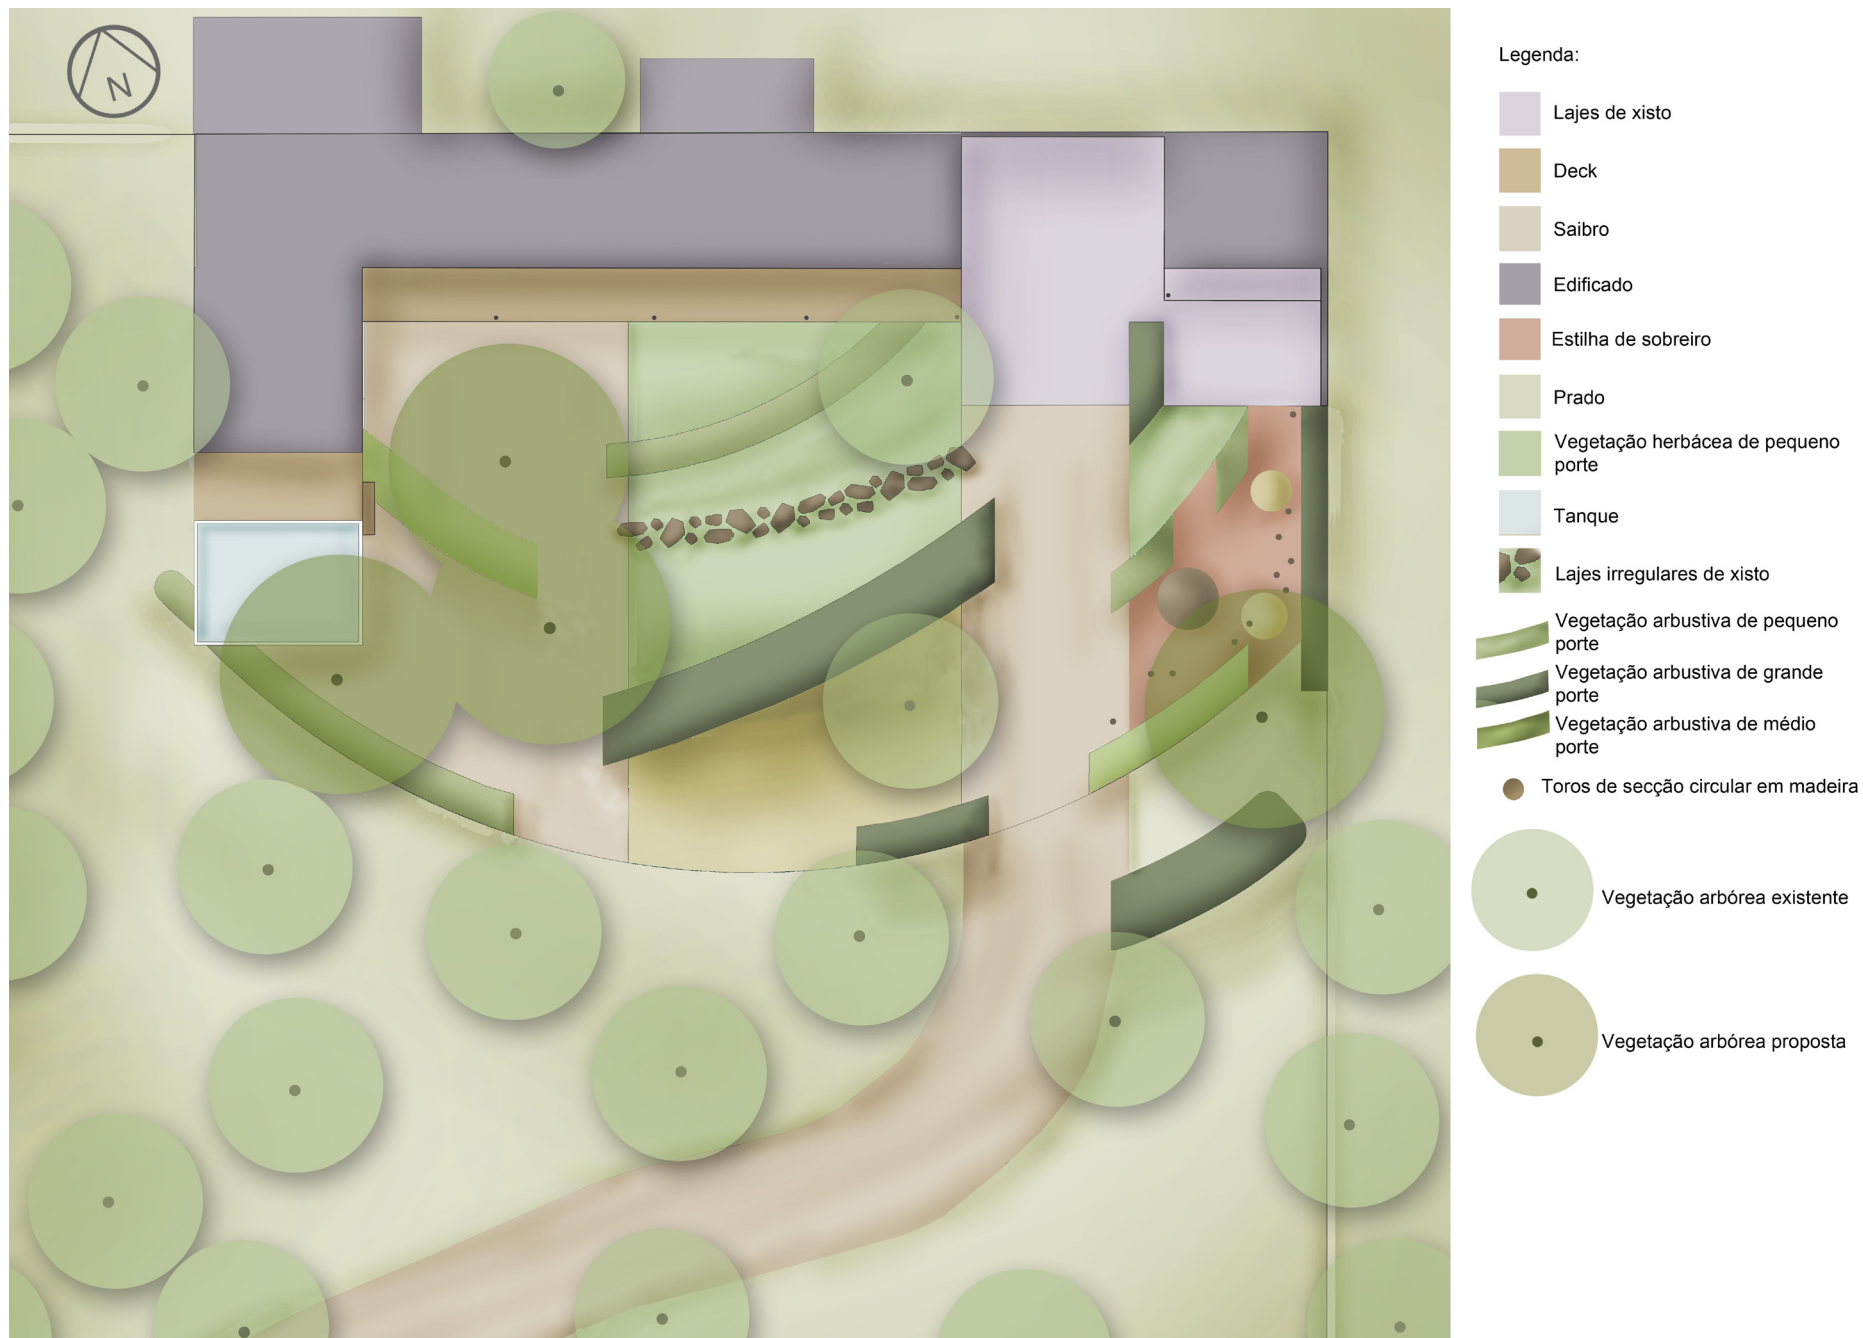 N
Legenda:
Lajes de xisto
Deck
Saibro
Edificado
Estilha de sobreiro
Prado
Vegetação herbácea de pequeno
porte
Tanque
Lajes irregulares de xisto
Vegetação arbustiva de pequeno
porte
Vegetação arbustiva de grande
porte
Vegetação arbustiva de médio
porte
Toros de secção circular em madeira
Vegetação arbórea existente
Vegetação arbórea proposta